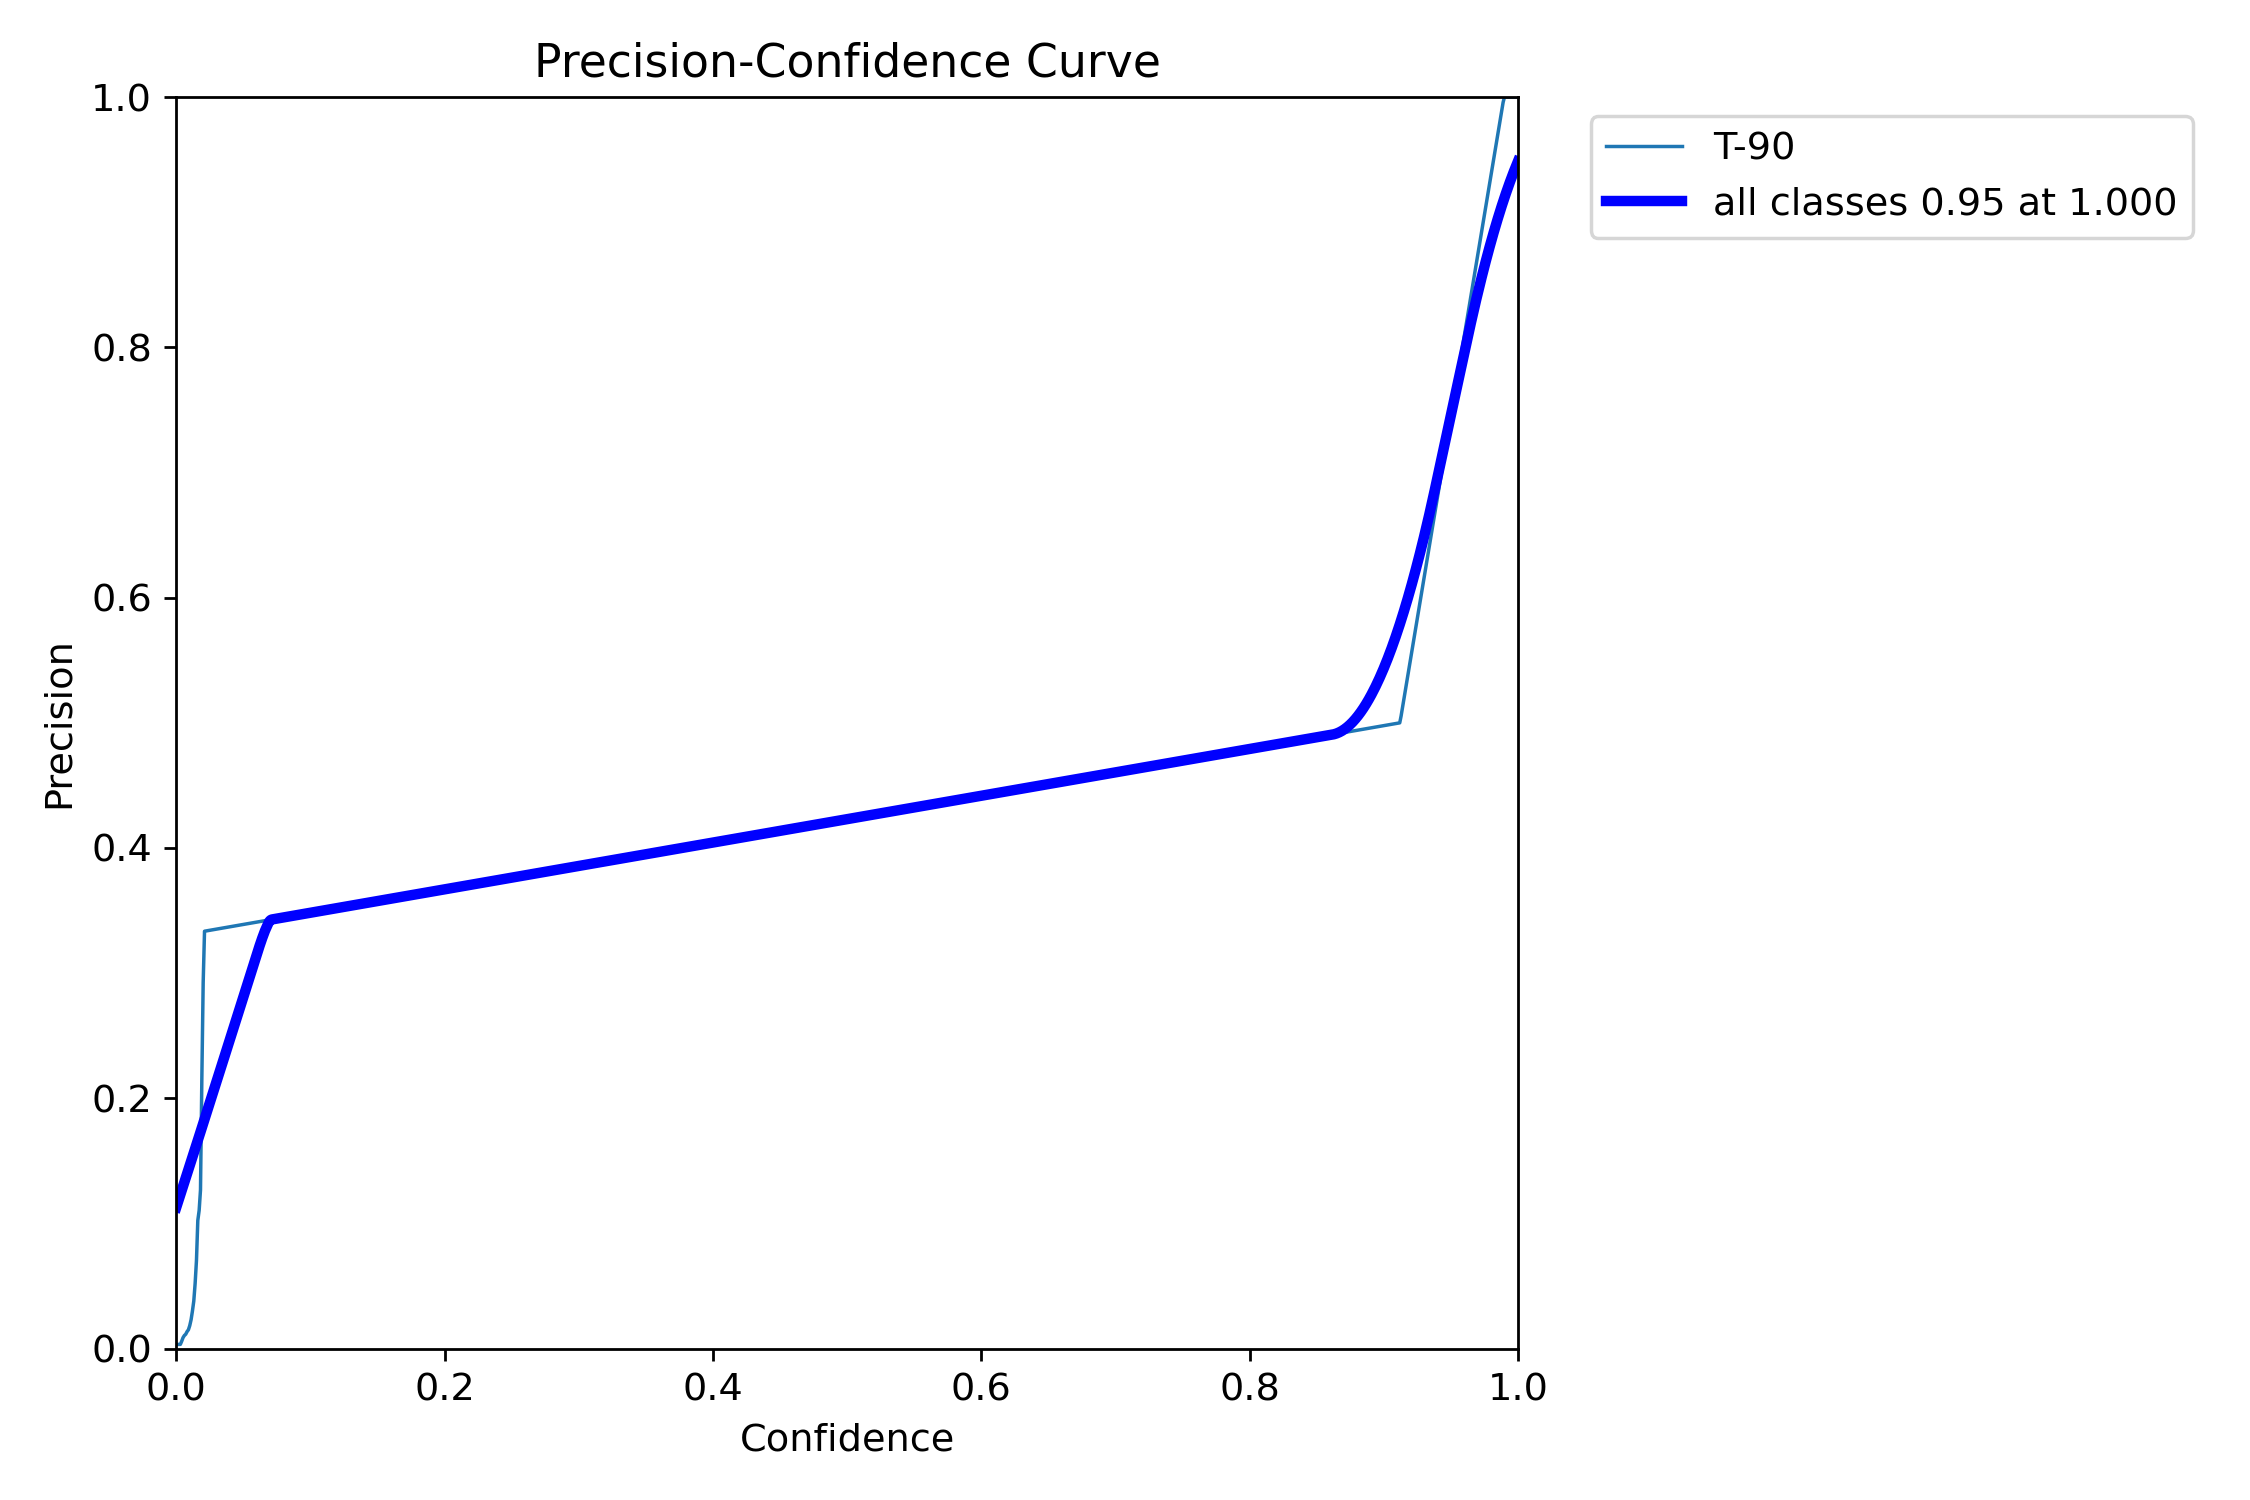 Precision-Confidence Curve
1.0
0.8
0.6
0.4
0.2
0.0
Precision
0.0 0.2 0.4 0.6 0.8 1.0
Confidence
T-90
all classes 0.95 at 1.000